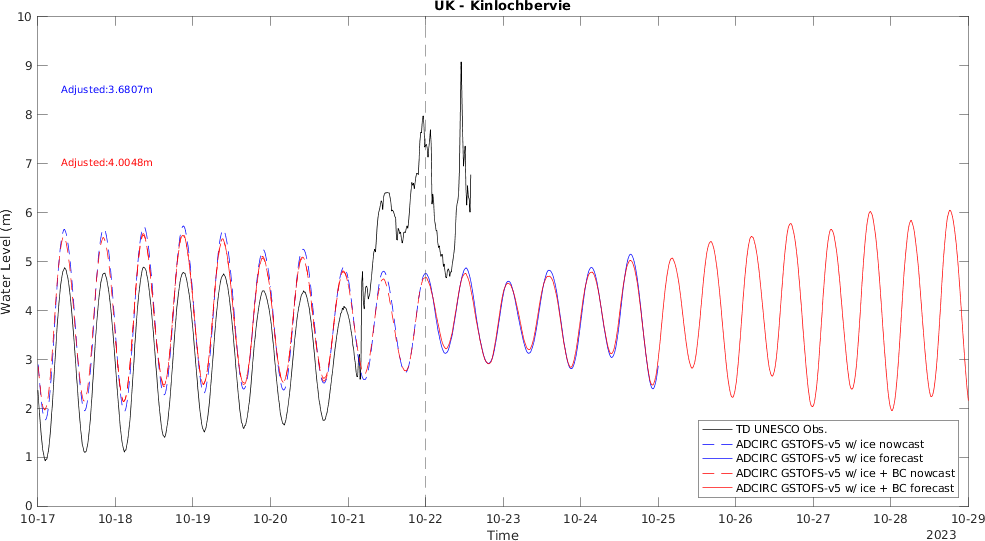 UK - Kinlochbervie
10
9
8
7
6
5
4
3
2
1
0
Water Level (m)
Adjusted:3.6807m
Adjusted:4.0048m
TD UNESCO Obs.
ADCIRC GSTOFS-v5 w/ ice nowcast
ADCIRC GSTOFS-v5 w/ ice forecast
ADCIRC GSTOFS-v5 w/ ice + BC nowcast
ADCIRC GSTOFS-v5 w/ ice + BC forecast
10-17 10-18 10-19 10-20 10-21 10-22 10-23 10-24 10-25 10-26 10-27 10-28 10-29
Time
2023